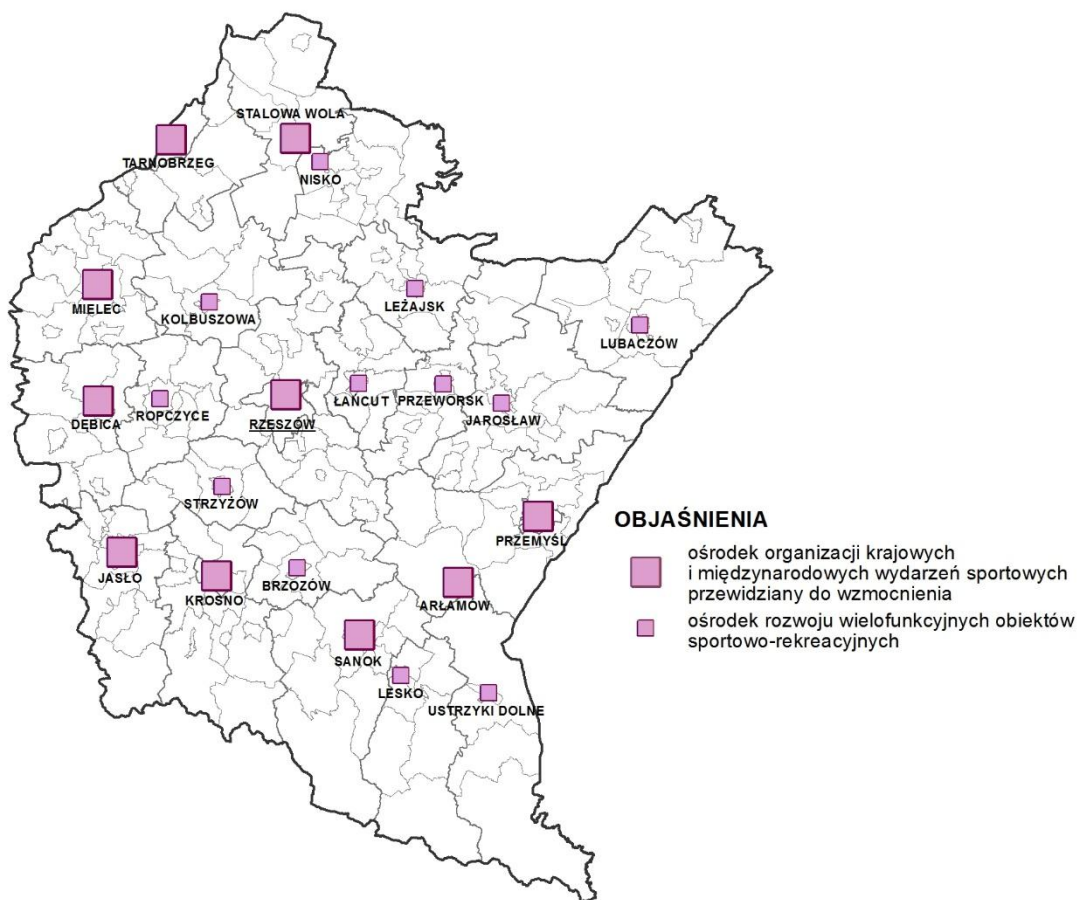 STALOWA WOLA
TARNOBRZEG
NISKO
MIELEC
KOLBUSZOWA
LEŻAJSK
LUBACZÓW
DĘBICA
ROPCZYCE
RZESZÓW
ŁAŃCUT
PRZEWORSK
JAROSŁAW
STRZYŻÓW
PRZEMYŚL
JASŁO
KROSNO
BRZOZÓW
ARŁAMÓW
SANOK
LESKO
USTRZYKI DOLNE
OBJAŚNIENIA
ośrodek organizacji krajowych
i międzynarodowych wydarzeń sportowych
przewidziany do wzmocnienia
ośrodek rozwoju wielofunkcyjnych obiektów
sportowo-rekreacyjnych